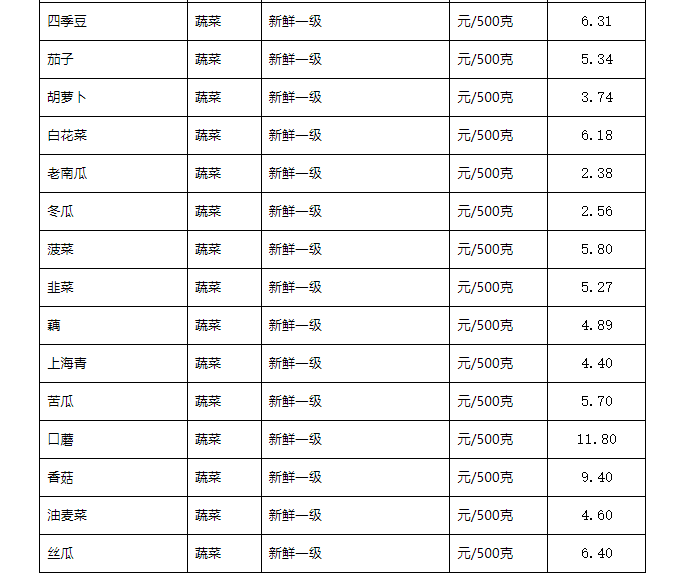 四季豆 蔬菜 新鲜一级 元/500克 6.31
茄子 蔬菜 新鲜一级 元/500克 5.34
胡萝卜 蔬菜 新鲜一级 元/500克 3.74
白花菜 蔬菜 新鲜一级 元/500克 6.18
老南瓜 蔬菜 新鲜一级 元/500克 2.38
冬瓜 蔬菜 新鲜一级 元/500克 2.56
菠菜 蔬菜 新鲜一级 元/500克 5.80
韭菜 蔬菜 新鲜一级 元/500克 5.27
藕 蔬菜 新鲜一级 元/500克 4.89
上海青 蔬菜 新鲜一级 元/500克 4.40
苦瓜 蔬菜 新鲜一级 元/500克 5.70
口蘑 蔬菜 新鲜一级 元/500克 11.80
香菇 蔬菜 新鲜一级 元/500克 9.40
油麦菜 蔬菜 新鲜一级 元/500克 4.60
丝瓜 蔬菜 新鲜一级 元/500克 6.40